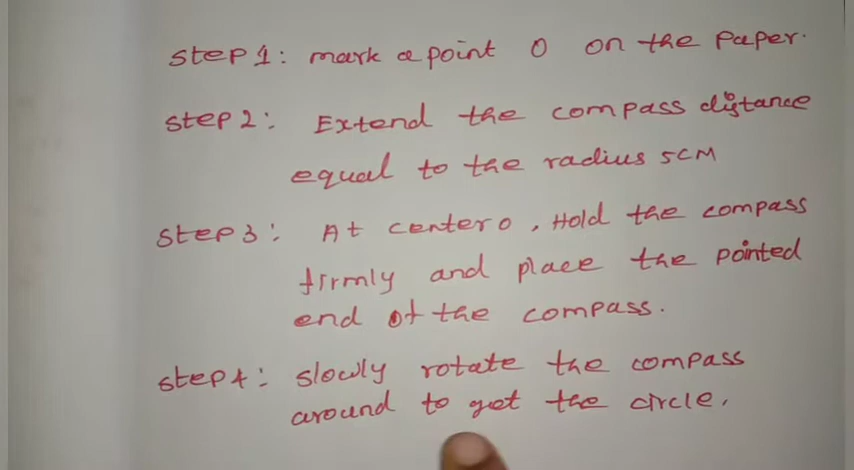 Step 1: mark a point O on the Paper.
Step 2: Extend the compass distance
equal to the radius 5CM
Step 3: At center O, Hold the compass
firmly and place the pointed
end of the compass.
Step 4: slowly rotate the compass
around to get the circle.